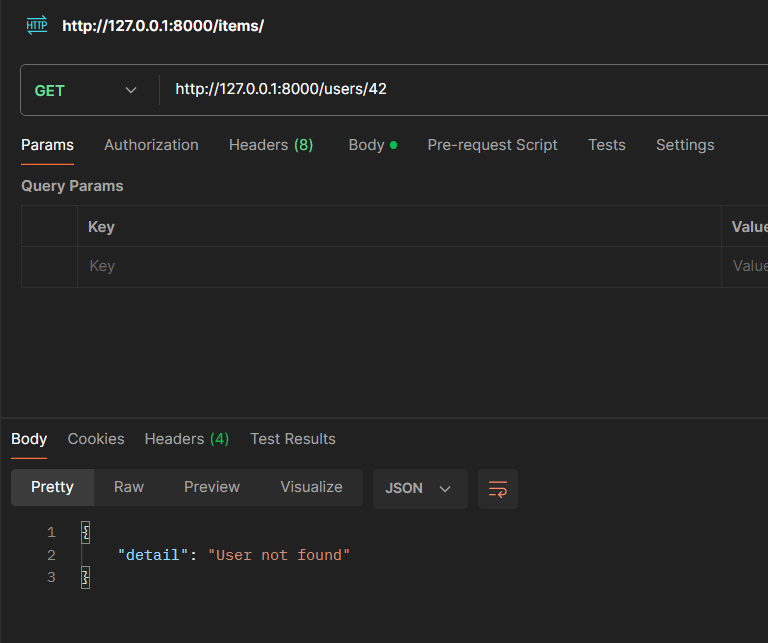 HTTP http://127.0.0.1:8000/items/
GET http://127.0.0.1:8000/users/42
Params Authorization Headers (8) Body Pre-request Script Tests Settings
Query Params
Key Value
Key Value
Body Cookies Headers (4) Test Results
Pretty Raw Preview Visualize JSON
1 {
2 "detail": "User not found"
3 }